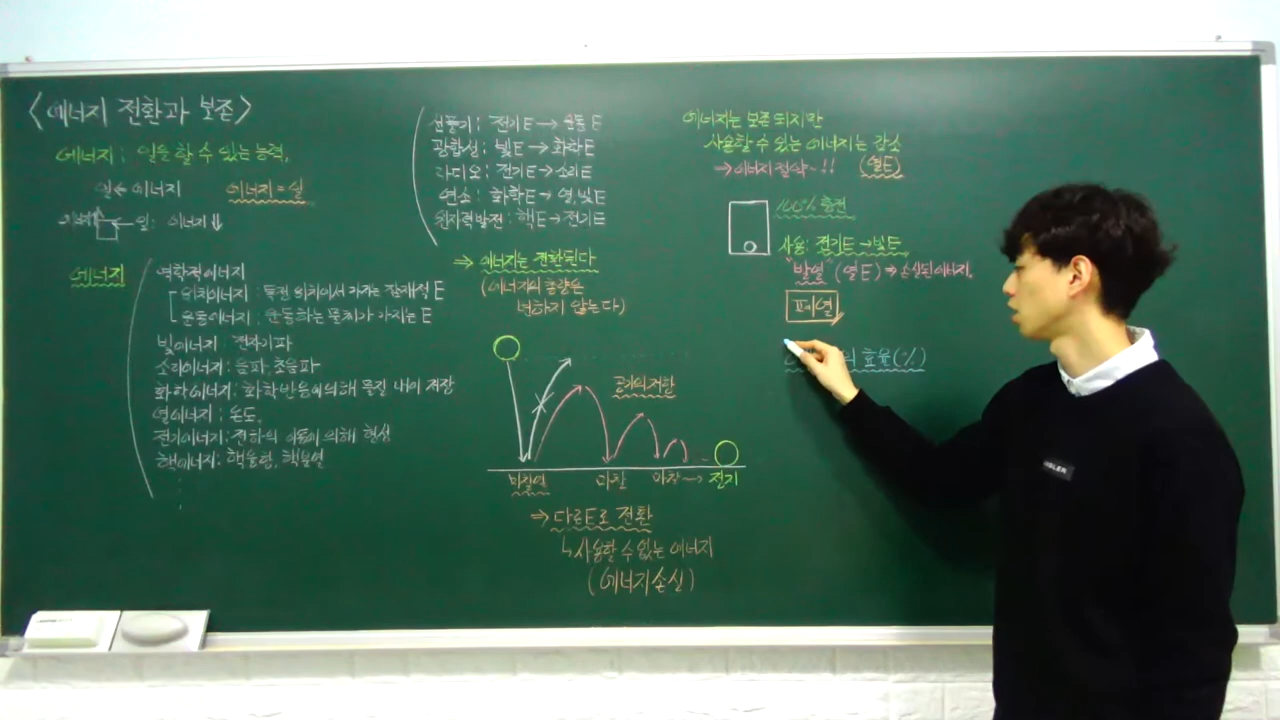 <에너지 전환과 보존>
에너지 : 일을 할 수 있는 능력.
일 ← 에너지 에너지 = 일
← 일 : 에너지 ↓
에너지
역학적에너지
위치에너지 : 특정 위치에서 가지는 잠재적 E
운동에너지 : 운동하는 물체가 가지는 E
빛에너지 : 전자기파
소리에너지 : 음파, 초음파
화학에너지 : 화학반응에 의해 물질 내에 저장
열에너지 : 온도.
전기에너지 : 전하의 이동에 의해 형성
핵에너지 : 핵융합, 핵분열
선풍기 : 전기E → 운동E
광합성 : 빛E → 화학E
라디오 : 전기E → 소리E
연소 : 화학E → 열,빛E
원자력발전 : 핵E → 전기E
⇒ 에너지는 전환된다
(에너지의 총량은
변하지 않는다)
공기의 저항
마찰열 마찰 마찰 → 정지
⇒ 다른E로 전환
↳ 사용할 수 없는 에너지
(에너지 손실)
에너지는 보존되지만
사용할 수 있는 에너지는 감소
⇒ 에너지 절약~!! (열E)
100% 충전
사용 : 전기E → 빛E
"발열" (열E) ⇒ 손실된 에너지.
폐열
의 효율(%)